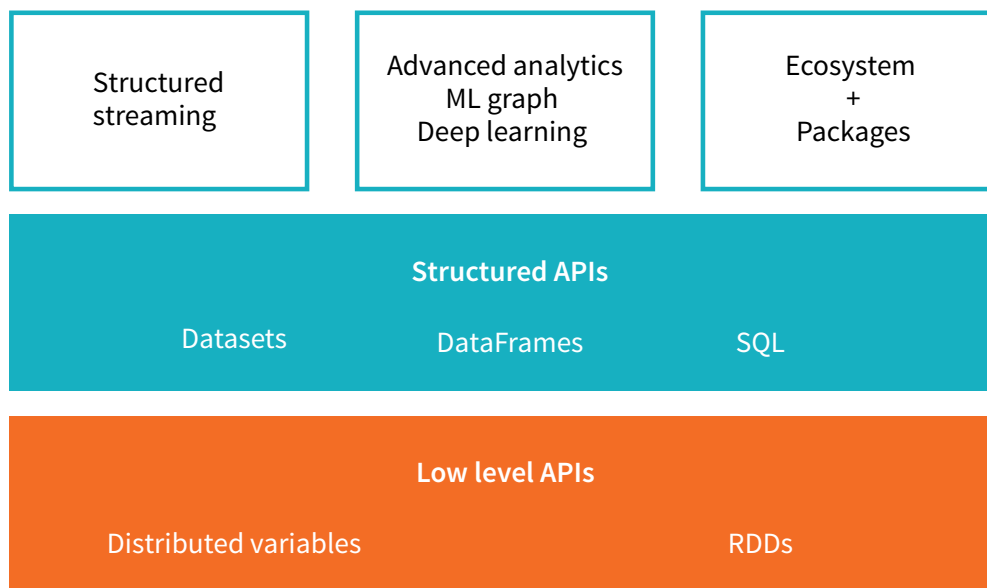 Structured
streaming
Advanced analytics
ML graph
Deep learning
Ecosystem
+
Packages
Structured APIs
Datasets
DataFrames
SQL
Low level APIs
Distributed variables
RDDs